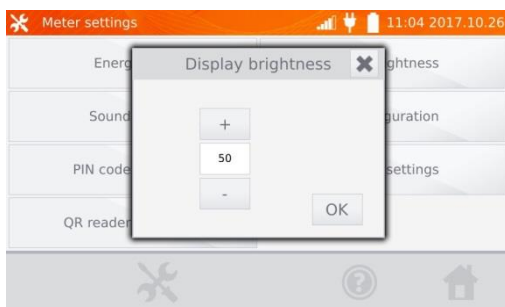 Meter settings 11:04 2017.10.26
Energ Display brightness ghtness
Sound + guration
50
PIN code - settings
OK
QR reader